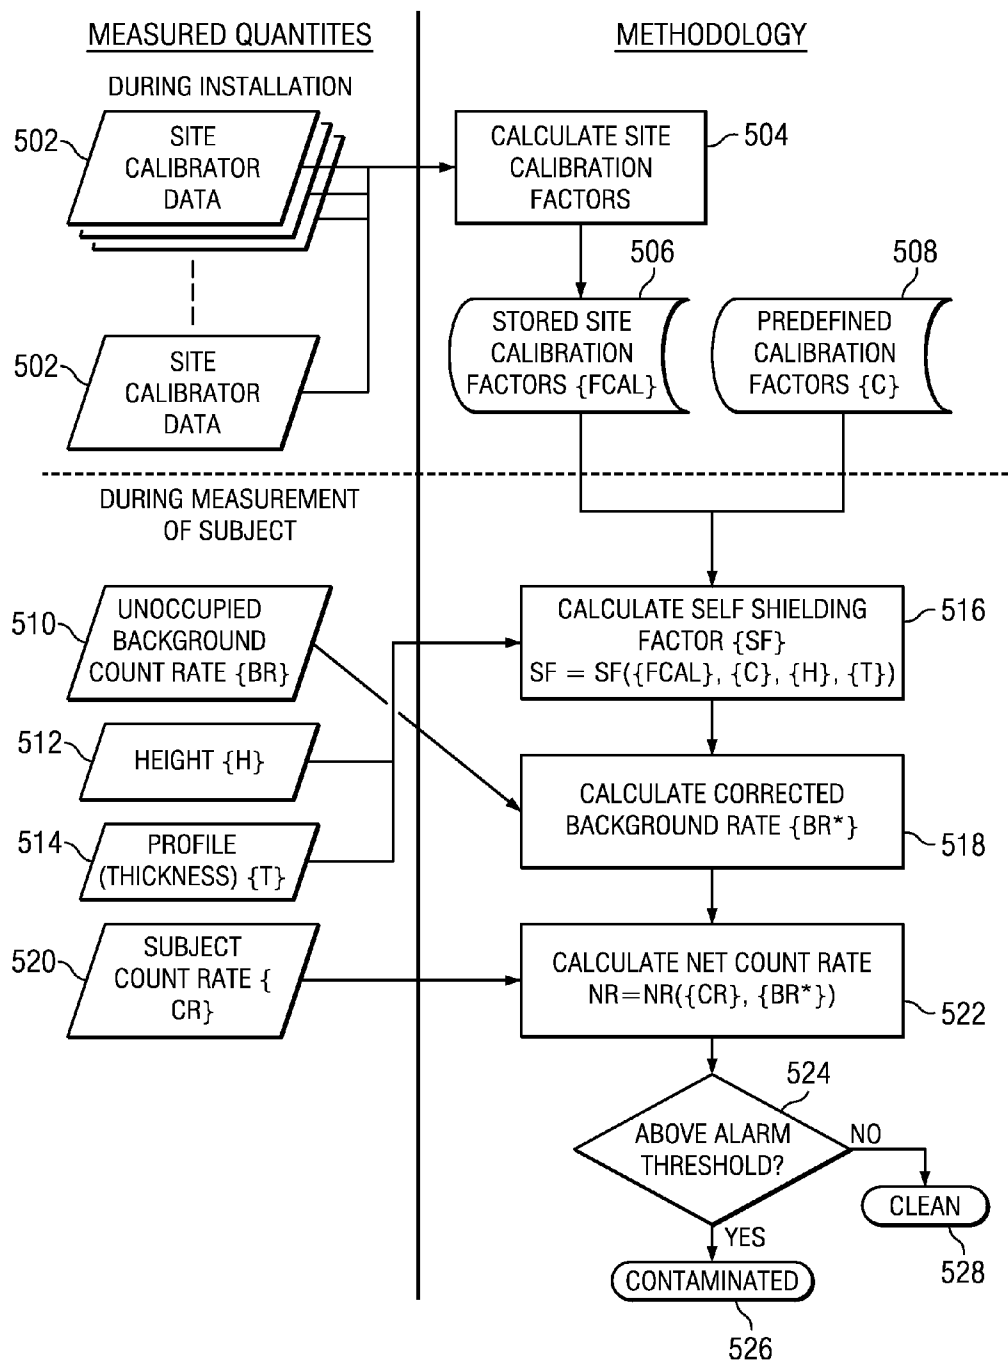 MEASURED QUANTITES
METHODOLOGY
DURING INSTALLATION
502
SITE
CALIBRATOR
DATA
CALCULATE SITE
CALIBRATION
FACTORS
504
506
508
502
SITE
CALIBRATOR
DATA
STORED SITE
CALIBRATION
FACTORS {FCAL}
PREDEFINED
CALIBRATION
FACTORS {C}
DURING MEASUREMENT
OF SUBJECT
510
UNOCCUPIED
BACKGROUND
COUNT RATE {BR}
CALCULATE SELF SHIELDING
FACTOR {SF}
SF = SF({FCAL}, {C}, {H}, {T})
516
512
HEIGHT {H}
CALCULATE CORRECTED
BACKGROUND RATE {BR*}
518
514
PROFILE
(THICKNESS) {T}
520
SUBJECT
COUNT RATE {
CR}
CALCULATE NET COUNT RATE
NR=NR({CR}, {BR*})
522
524
ABOVE ALARM
THRESHOLD?
NO
CLEAN
528
YES
CONTAMINATED
526